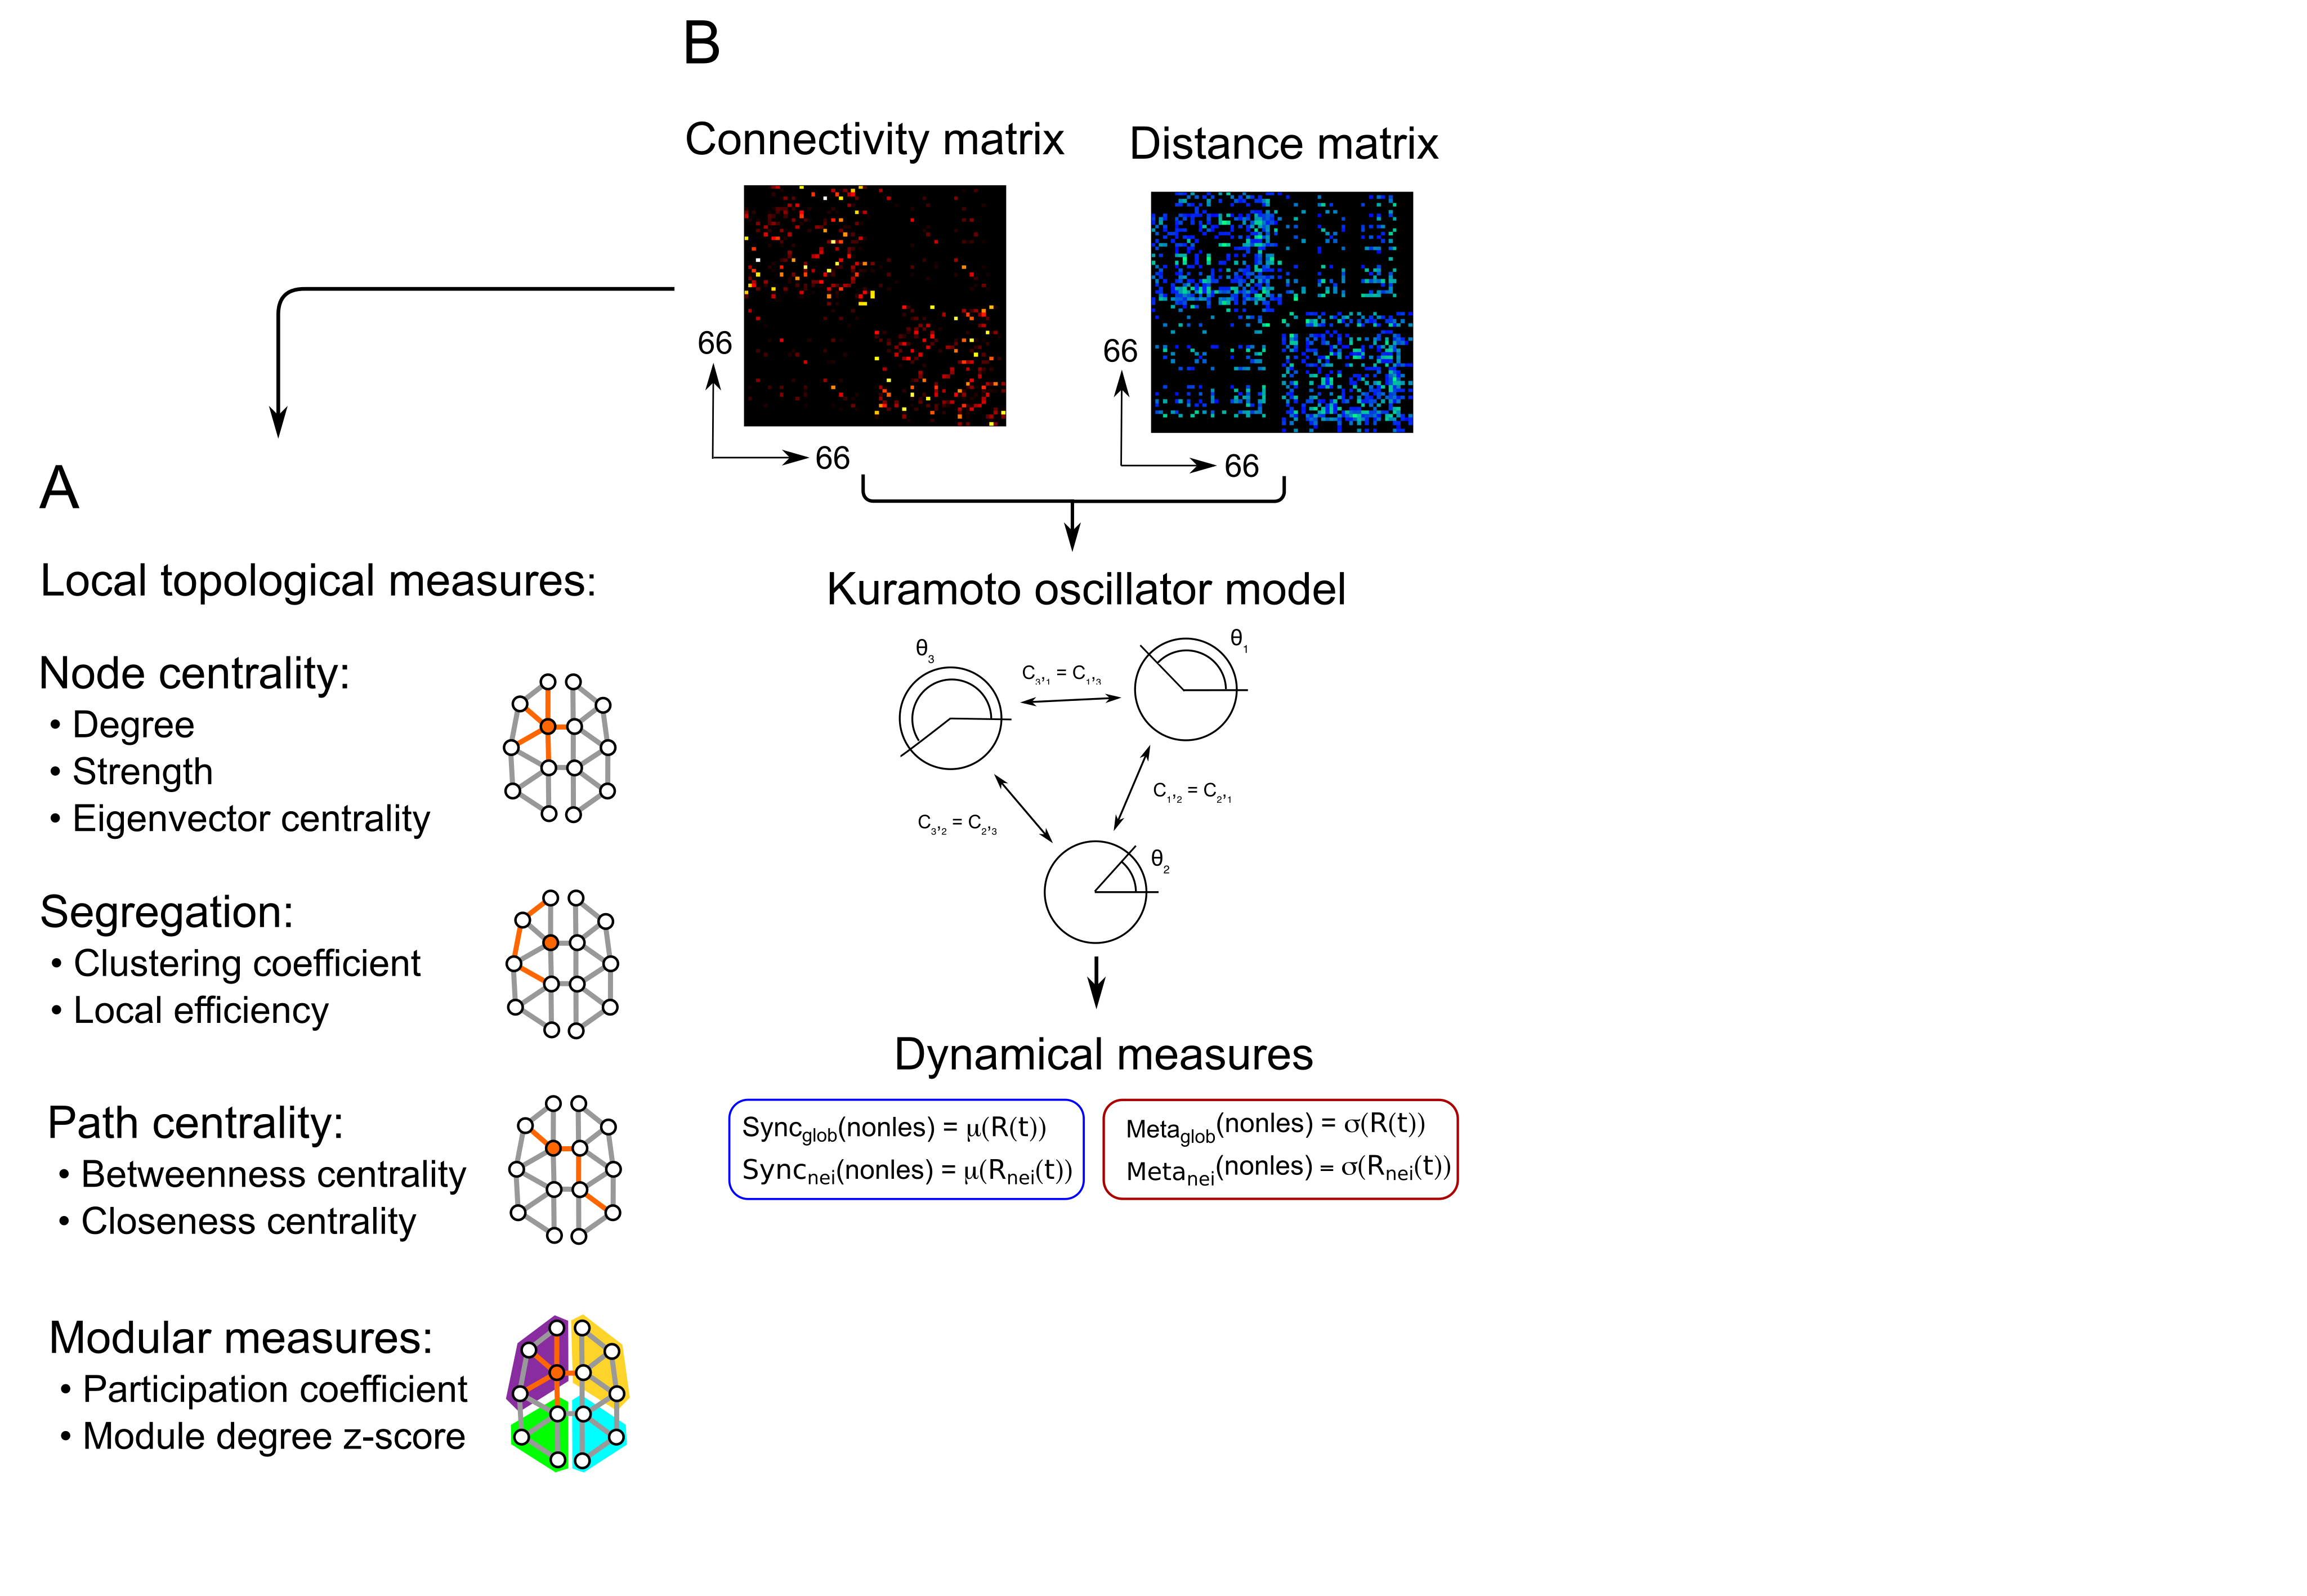 B
Connectivity matrix
Distance matrix
66
66
66
66
A
Local topological measures:
Node centrality:
• Degree
• Strength
• Eigenvector centrality
Segregation:
• Clustering coefficient
• Local efficiency
Path centrality:
• Betweenness centrality
• Closeness centrality
Modular measures:
• Participation coefficient
• Module degree z-score
Kuramoto oscillator model
θ3
θ1
C3,1 = C1,3
C1,2 = C2,1
C3,2 = C2,3
θ2
Dynamical measures
Syncglob(nonles) = μ(R(t))
Syncnei(nonles) = μ(Rnei(t))
Metaglob(nonles) = σ(R(t))
Metanei(nonles) = σ(Rnei(t))